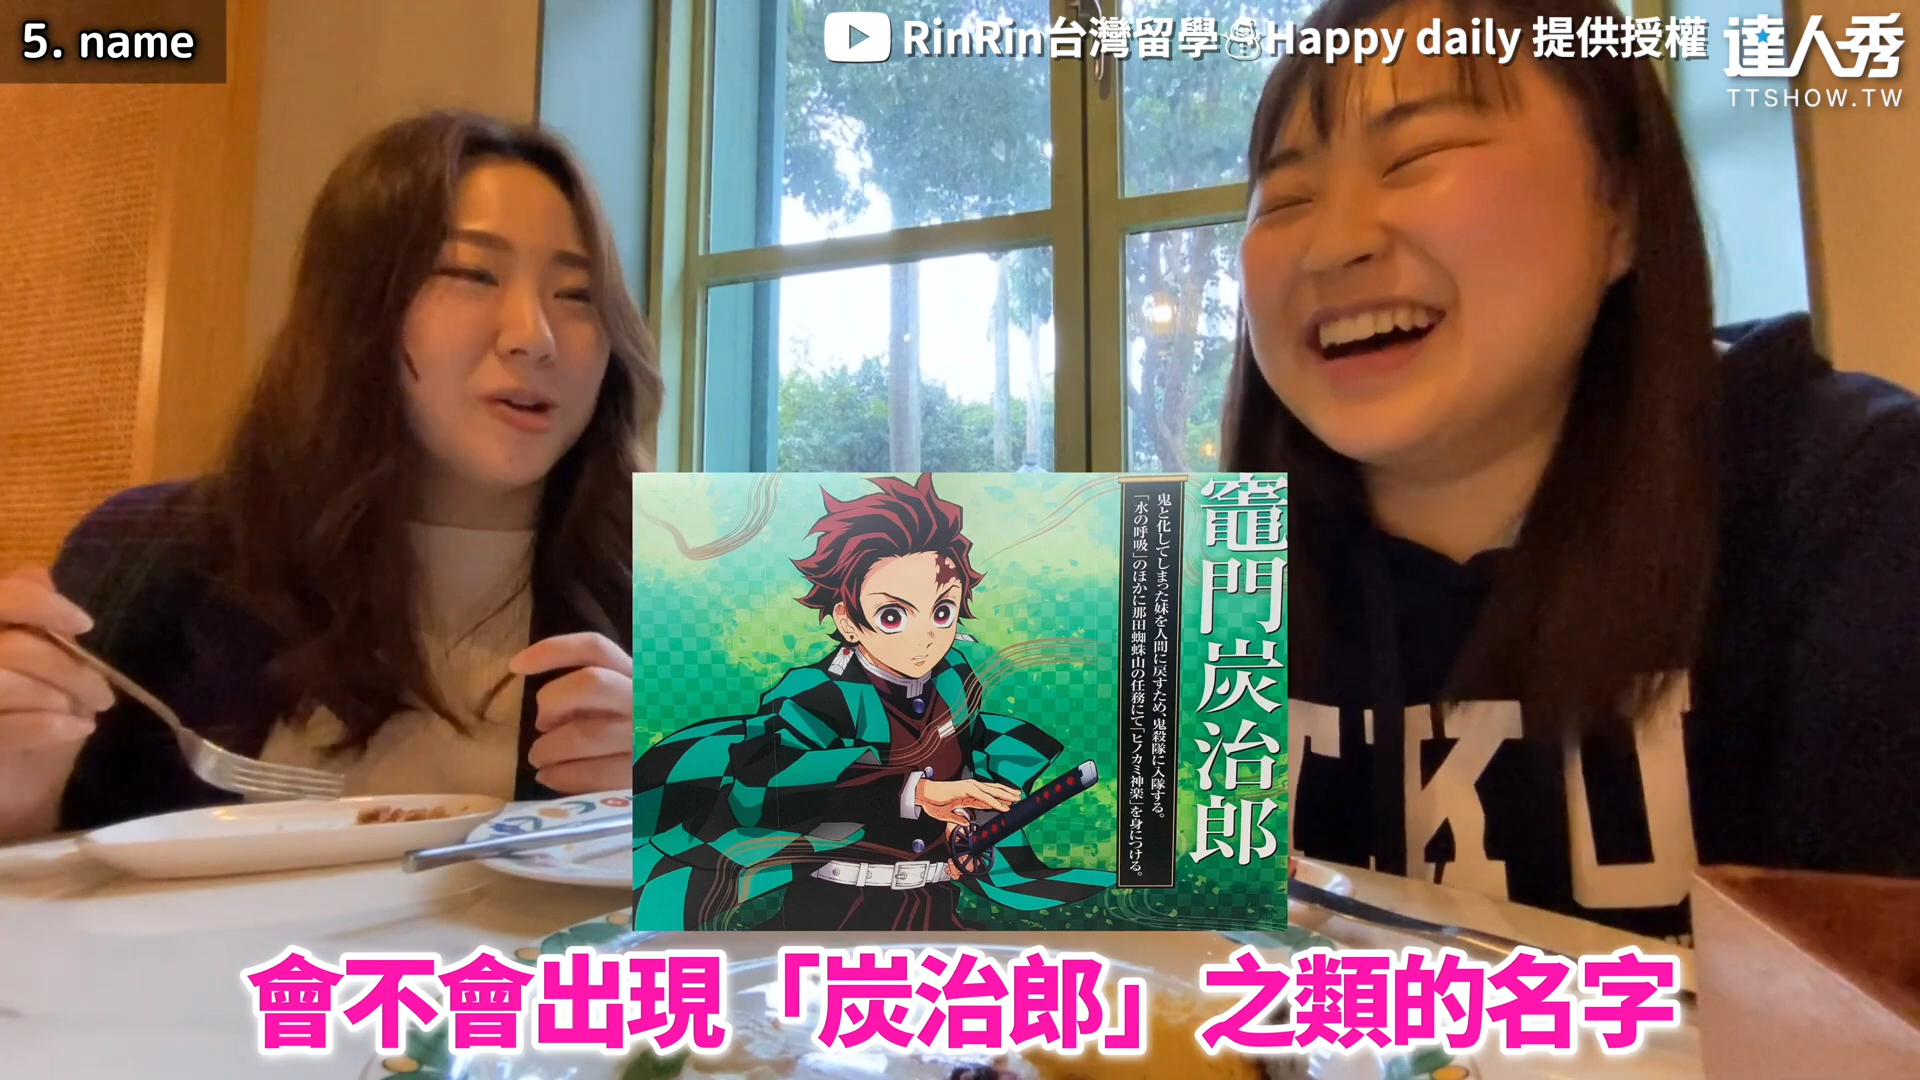 5. name
RinRin台灣留學⛄Happy daily 提供授權
達人秀
TTSHOW.TW
竈門炭治郎
鬼と化してしまった妹を人間に戻すため、鬼殺隊に入隊する。
「水の呼吸」のほかに那田蜘蛛山の任務にて「ヒノカミ神楽」を身につける。
會不會出現「炭治郎」之類的名字